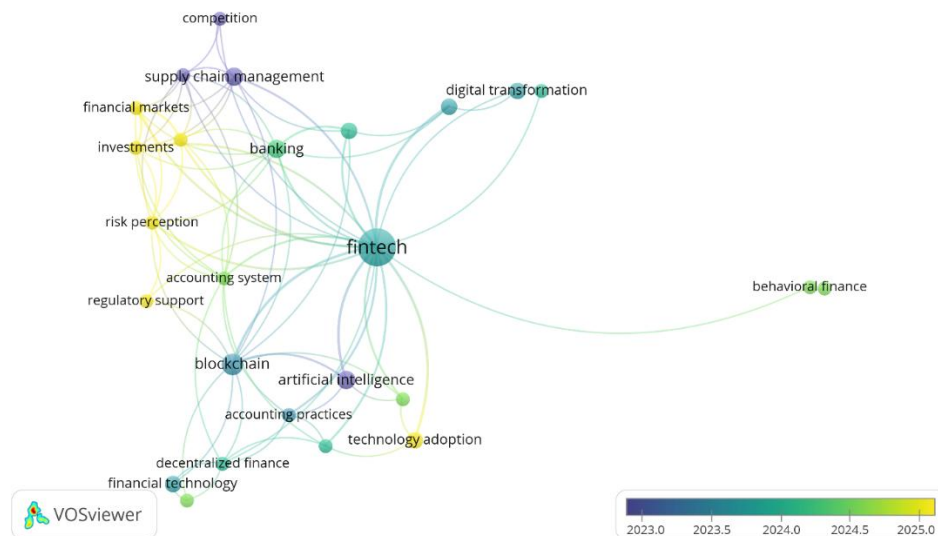 competition
supply chain management
digital transformation
financial markets
investments
banking
risk perception
fintech
accounting system
behavioral finance
regulatory support
blockchain
artificial intelligence
accounting practices
technology adoption
decentralized finance
financial technology
VOSviewer
2023.0 2023.5 2024.0 2024.5 2025.0